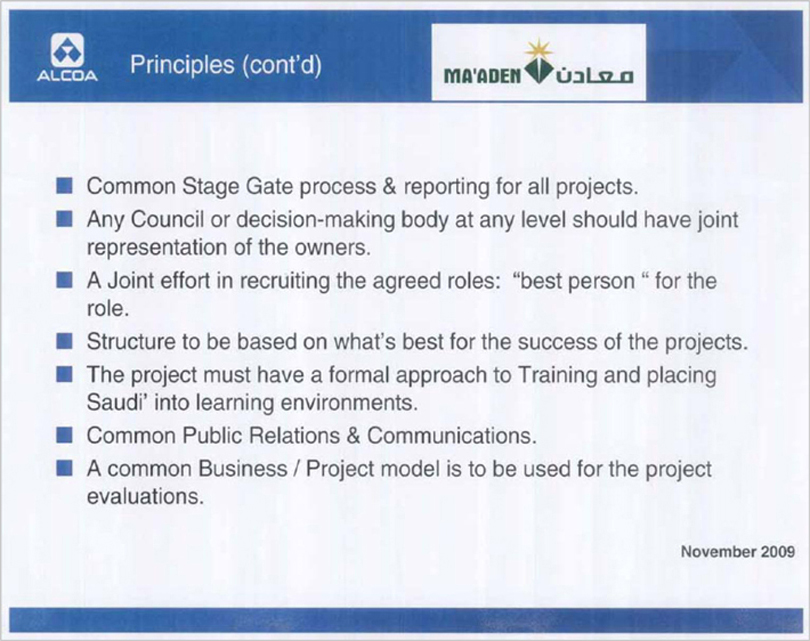 ALCOA
Principles (cont'd)
MA'ADEN معادن
Common Stage Gate process & reporting for all projects.
Any Council or decision-making body at any level should have joint
representation of the owners.
A Joint effort in recruiting the agreed roles: “best person “ for the
role.
Structure to be based on what's best for the success of the projects.
The project must have a formal approach to Training and placing
Saudi' into learning environments.
Common Public Relations & Communications.
A common Business / Project model is to be used for the project
evaluations.
November 2009